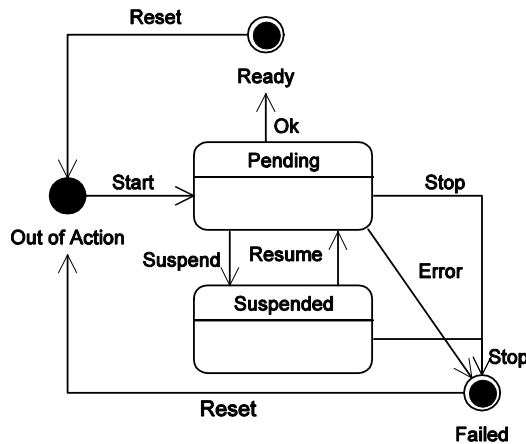 Reset
Ready
Ok
Pending
Start
Stop
Out of Action
Suspend
Resume
Error
Suspended
Stop
Reset
Failed